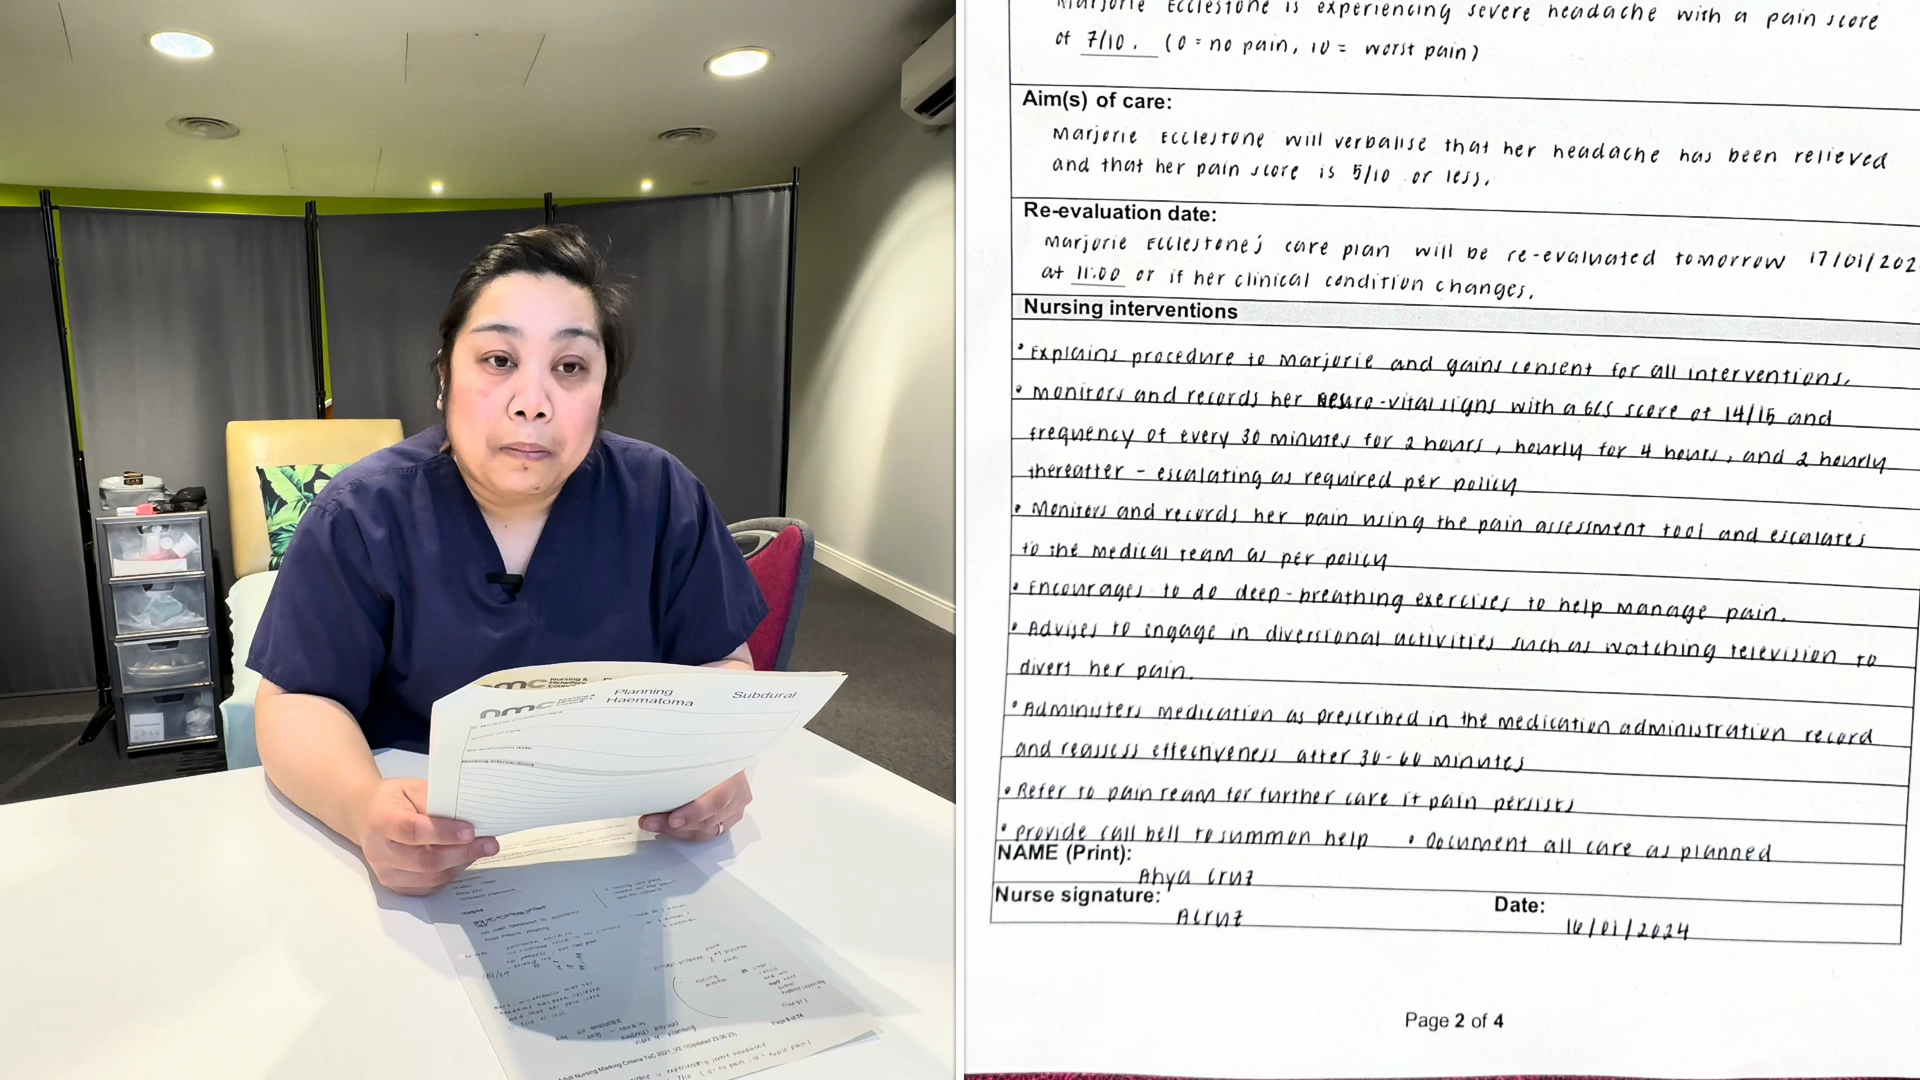 nmc Nursing & Midwifery Council
nmc
Planning Subdural
Haematoma
Re-evaluation date:
Nursing interventions
Marjorie Ecclestone is experiencing severe headache with a pain score
of 7/10. (0 = no pain, 10 = worst pain)
Aim(s) of care:
Marjorie Ecclestone will verbalise that her headache has been relieved
and that her pain score is 5/10 or less.
Re-evaluation date:
Marjorie Ecclestone's care plan will be re-evaluated tomorrow 17/01/202
at 11:00 or if her clinical condition changes.
Nursing interventions
• Explains procedure to Marjorie and gains consent for all interventions.
• Monitors and records her neuro-vital signs with a GCS score of 14/15 and
frequency of every 30 minutes for 2 hours, hourly for 4 hours, and 2 hourly
thereafter - escalating as required per policy
• Monitors and records her pain using the pain assessment tool and escalates
to the medical team as per policy
• Encourages to do deep-breathing exercises to help manage pain.
• Advises to engage in diversional activities such as watching television to
divert her pain.
• Administers medication as prescribed in the medication administration record
and reassess effectiveness after 30-60 minutes
• Refer to pain team for further care if pain persists
• Provide call bell to summon help • Document all care as planned
NAME (Print):
Ahya Cruz
Nurse signature: Date:
ACruz 16/01/2024
Page 2 of 4